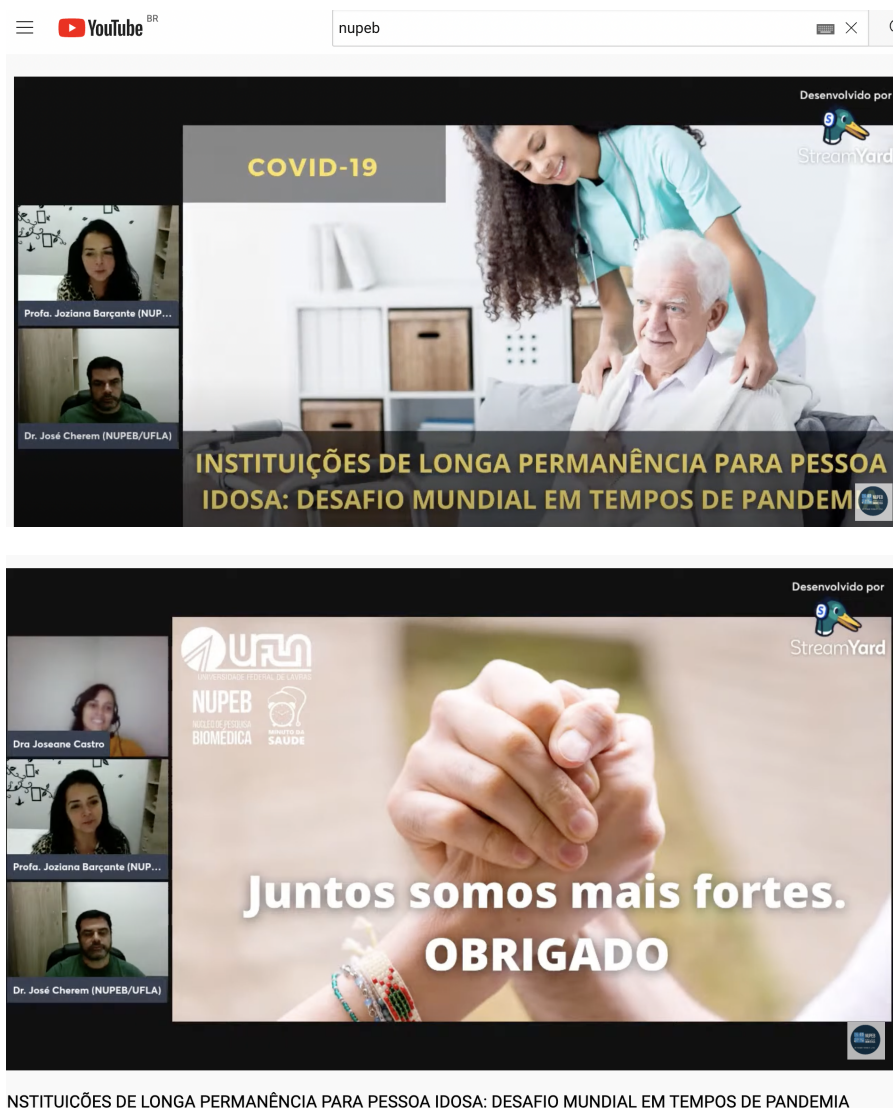 YouTube BR
nupeb
Desenvolvido por
StreamYard
COVID-19
Profa. Joziana Barçante (NUP...
Dr. José Cherem (NUPEB/UFLA)
INSTITUIÇÕES DE LONGA PERMANÊNCIA PARA PESSOA
IDOSA: DESAFIO MUNDIAL EM TEMPOS DE PANDEM
Desenvolvido por
StreamYard
UFLA
UNIVERSIDADE FEDERAL DE LAVRAS
NUPEB
NÚCLEO DE PESQUISA
BIOMÉDICA
MINUTO DA
SAÚDE
Dra Joseane Castro
Profa. Joziana Barçante (NUP...
Dr. José Cherem (NUPEB/UFLA)
Juntos somos mais fortes.
OBRIGADO
NSTITUICÕES DE LONGA PERMANÊNCIA PARA PESSOA IDOSA: DESAFIO MUNDIAL EM TEMPOS DE PANDEMIA